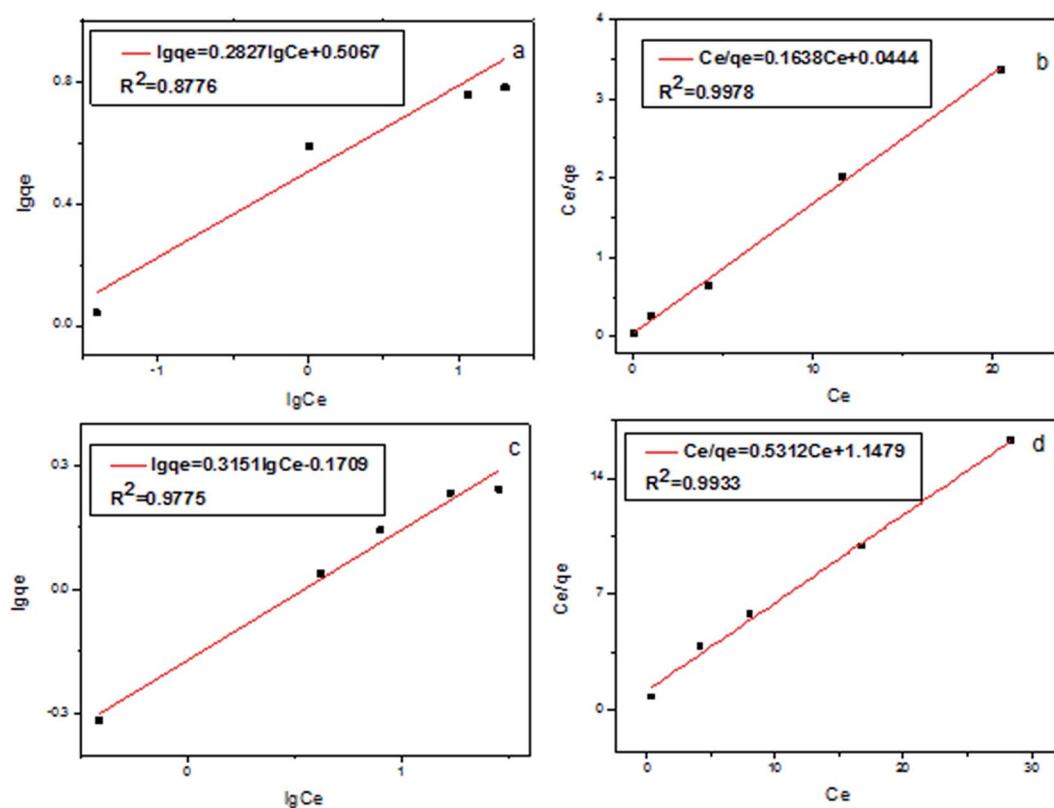 a
lgqe=0.2827lgCe+0.5067
R2=0.8776
0.8
0.4
0.0
lgqe
-1
0
1
lgCe
b
Ce/qe=0.1638Ce+0.0444
R2=0.9978
4
3
2
1
0
Ce/qe
0
10
20
Ce
c
lgqe=0.3151lgCe-0.1709
R2=0.9775
0.3
0.0
-0.3
lgqe
0
1
lgCe
d
Ce/qe=0.5312Ce+1.1479
R2=0.9933
14
7
0
Ce/qe
0
10
20
30
Ce